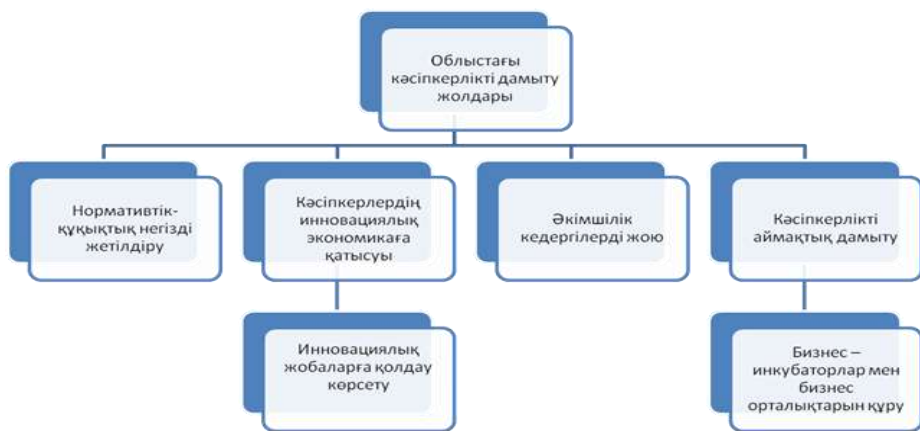 Облыстағы
кәсіпкерлікті дамыту
жолдары
Нормативтік-
құқықтық негізді
жетілдіру
Кәсіпкерлердің
инновациялық
экономикаға
қатысуы
Әкімшілік
кедергілерді жою
Кәсіпкерлікті
аймақтық дамыту
Инновациялық
жобаларға қолдау
көрсету
Бизнес –
инкубаторлар мен
бизнес
орталықтарын құру